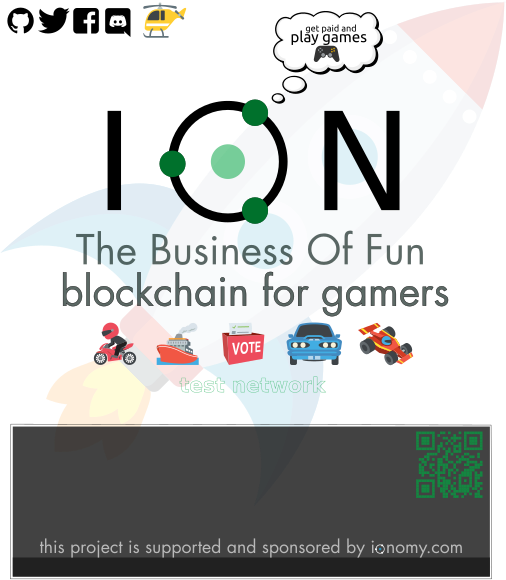 get paid and
play games
ION
The Business Of Fun
blockchain for gamers
VOTE
test network
this project is supported and sponsored by ionomy.com